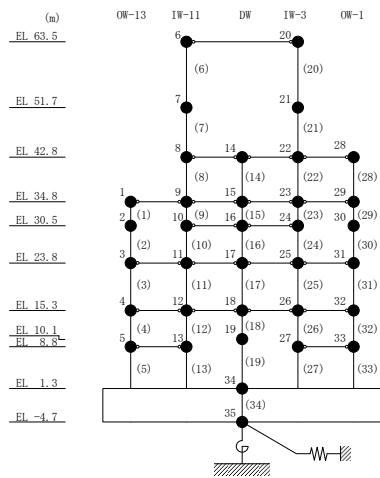 (m) OW-13 IW-11 DW IW-3 OW-1
EL 63.5 6 20
(6) (20)
EL 51.7 7 21
(7) (21)
EL 42.8 8 14 22 28
(8) (14) (22) (28)
EL 34.8 1 9 15 23 29
(1) (9) (15) (23) (29)
EL 30.5 2 10 16 24 30
(2) (10) (16) (24) (30)
EL 23.8 3 11 17 25 31
(3) (11) (17) (25) (31)
EL 15.3 4 12 18 26 32
(4) (12) (18) (26) (32)
EL 10.1 19
EL 8.8 5 13 27 33
(5) (13) (19) (27) (33)
EL 1.3 34
(34)
EL -4.7 35